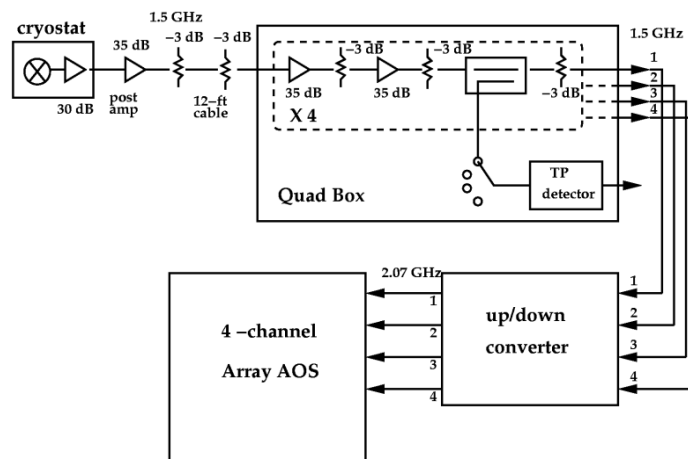 cryostat
30 dB
35 dB
post
amp
1.5 GHz
−3 dB
−3 dB
12−ft
cable
−3 dB
−3 dB
35 dB
35 dB
−3 dB
X 4
Quad Box
TP
detector
1.5 GHz
1
2
3
4
2.07 GHz
1
2
3
4
4 −channel
Array AOS
up/down
converter
1
2
3
4